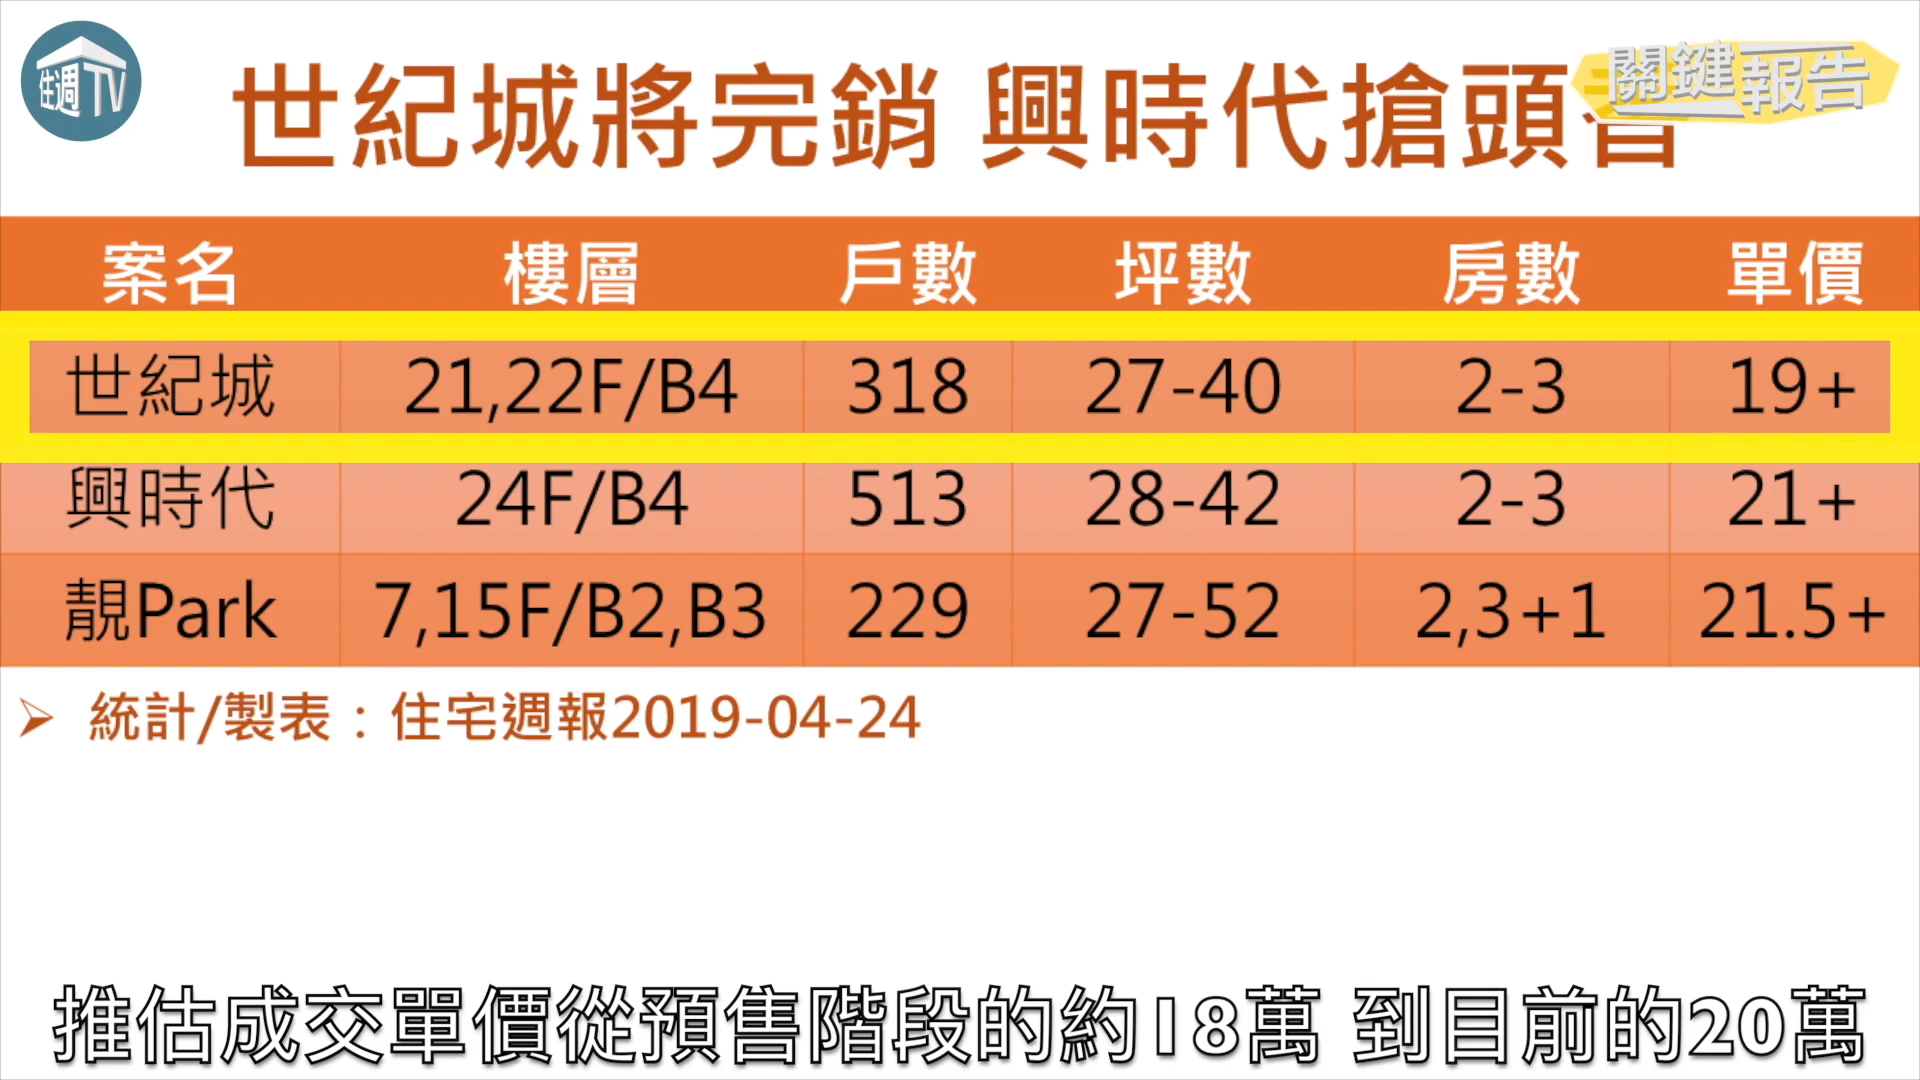 住週TV
世紀城將完銷 興時代搶頭
關鍵報告
案名 樓層 戶數 坪數 房數 單價
世紀城 21,22F/B4 318 27-40 2-3 19+
興時代 24F/B4 513 28-42 2-3 21+
靚Park 7,15F/B2,B3 229 27-52 2,3+1 21.5+
➢ 統計/製表：住宅週報2019-04-24
推估成交單價從預售階段的約18萬 到目前的20萬